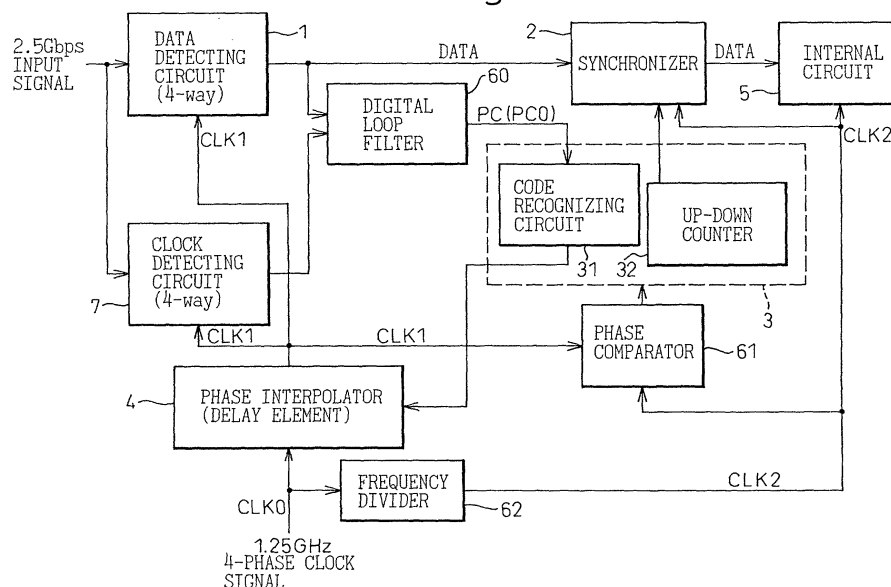 2.5Gbps
INPUT
SIGNAL
DATA
DETECTING
CIRCUIT
(4-way)
1
DATA
2
SYNCHRONIZER
DATA
INTERNAL
CIRCUIT
5
60
DIGITAL
LOOP
FILTER
PC(PC0)
CLK1
CLK2
CODE
RECOGNIZING
CIRCUIT
31
UP-DOWN
COUNTER
32
3
CLOCK
DETECTING
CIRCUIT
(4-way)
7
CLK1
CLK1
PHASE
COMPARATOR
61
4
PHASE INTERPOLATOR
(DELAY ELEMENT)
CLK0
FREQUENCY
DIVIDER
62
CLK2
1.25GHz
4-PHASE CLOCK
SIGNAL